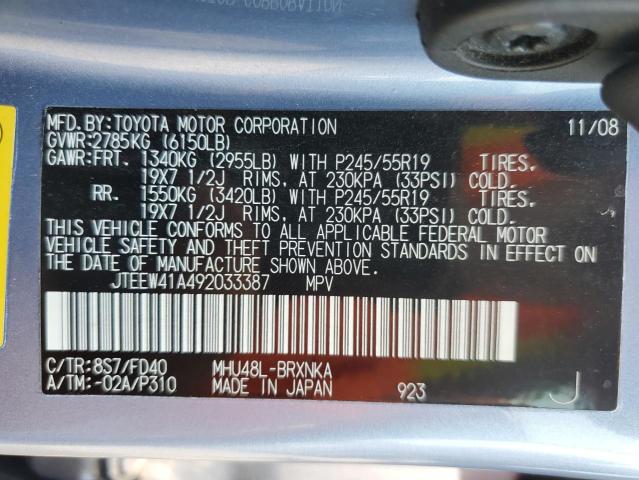 MFD.BY:TOYOTA MOTOR CORPORATION 11/08
GVWR:2785KG (6150LB)
GAWR:FRT. 1340KG (2955LB) WITH P245/55R19 TIRES.
19X7 1/2J RIMS, AT 230KPA (33PSI) COLD.
RR. 1550KG (3420LB) WITH P245/55R19 TIRES.
19X7 1/2J RIMS, AT 230KPA (33PSI) COLD.
THIS VEHICLE CONFORMS TO ALL APPLICABLE FEDERAL MOTOR
VEHICLE SAFETY AND THEFT PREVENTION STANDARDS IN EFFECT ON
THE DATE OF MANUFACTURE SHOWN ABOVE.
JTEEW41A492033387 MPV
C/TR:8S7/FD40 MHU48L-BRXNKA
A/TM:-02A/P310 MADE IN JAPAN 923 J